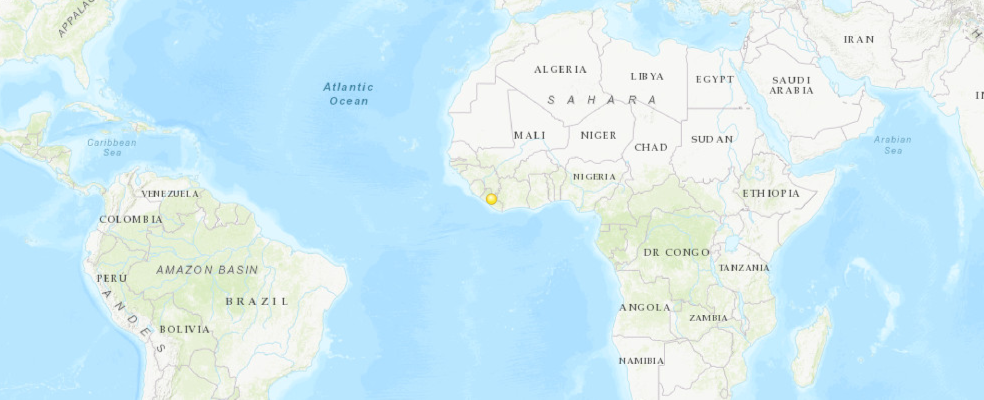 APPALAC
Atlantic
Ocean
Caribbean
Sea
VENEZUELA
COLOMBIA
PERU
AMAZON BASIN
BRAZIL
ANDES
BOLIVIA
ALGERIA
LIBYA
EGYPT
SAHARA
MALI
NIGER
CHAD
SUDAN
NIGERIA
ETHIOPIA
SAUDI
ARABIA
IRAN
H
IN
Arabian
Sea
DR CONGO
TANZANIA
ANGOLA
ZAMBIA
NAMIBIA